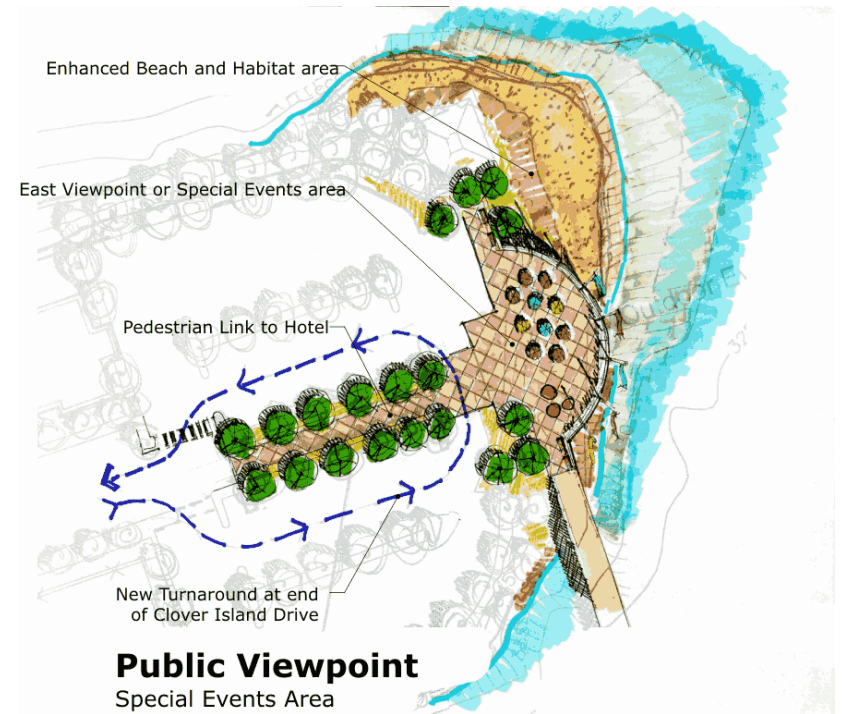 Enhanced Beach and Habitat area
East Viewpoint or Special Events area
Pedestrian Link to Hotel
New Turnaround at end
of Clover Island Drive
Public Viewpoint
Special Events Area